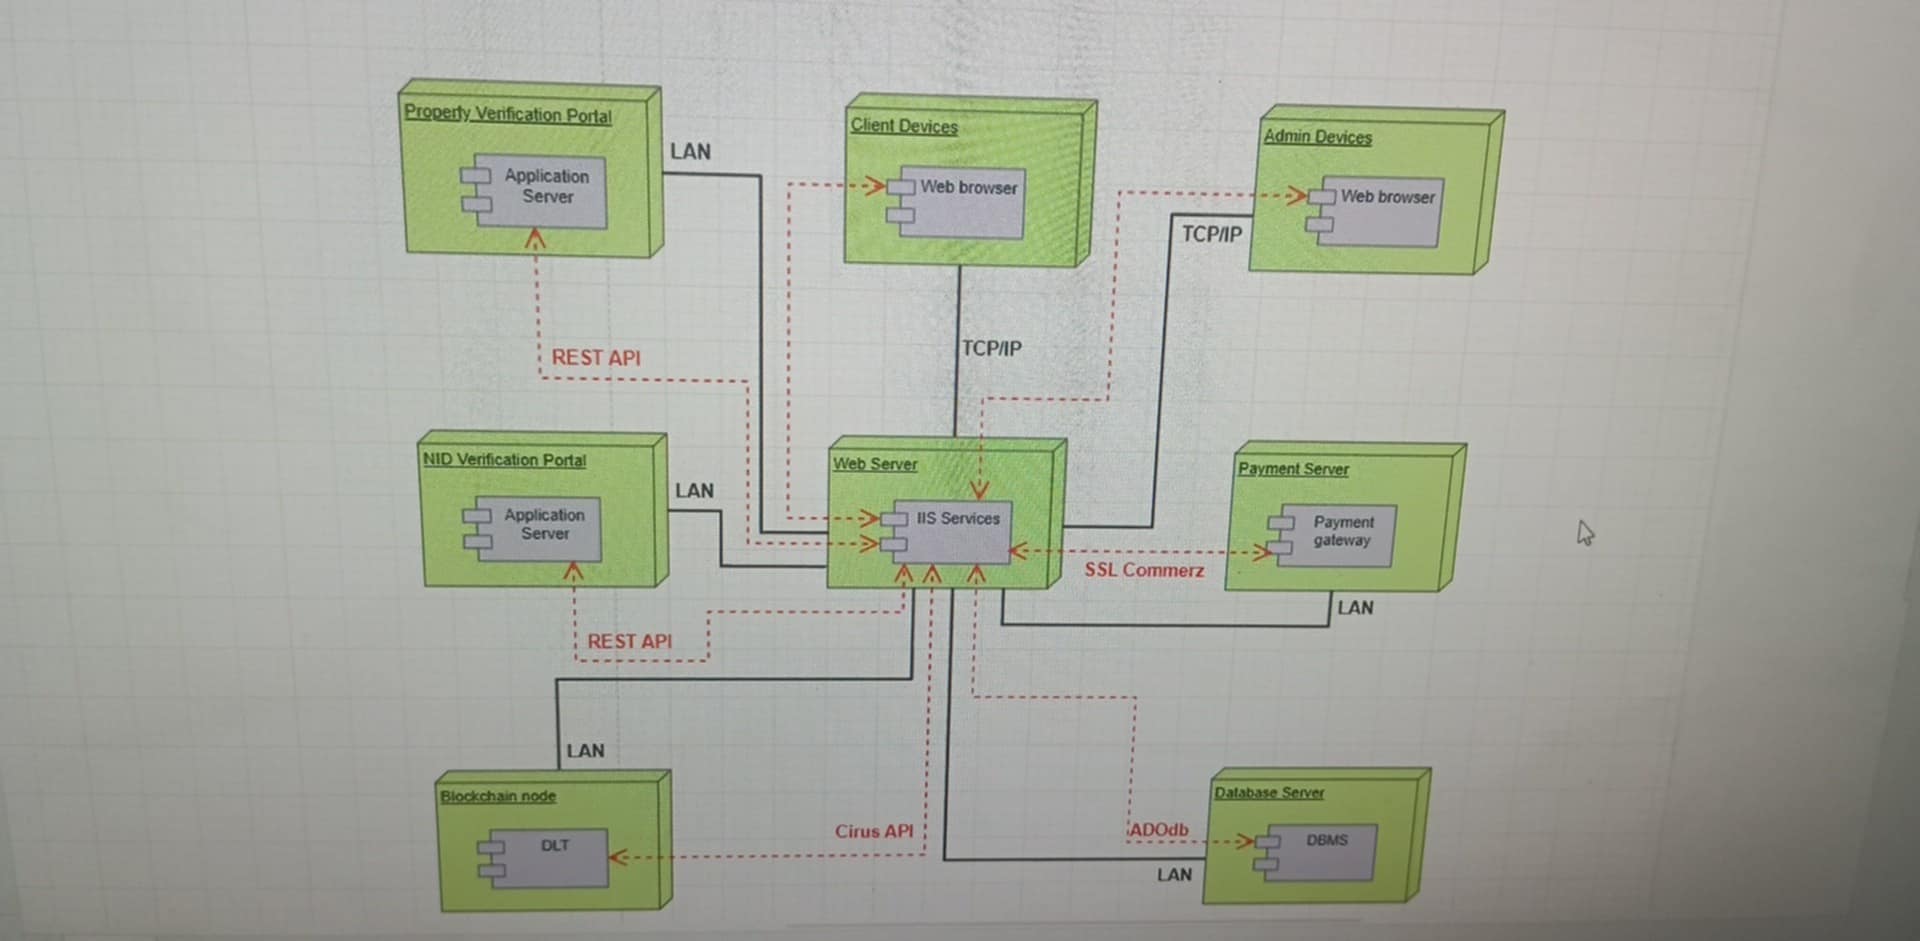 Property Verification Portal
Application
Server
LAN
Client Devices
Web browser
Admin Devices
Web browser
TCP/IP
TCP/IP
REST API
NID Verification Portal
Application
Server
LAN
Web Server
IIS Services
Payment Server
Payment
gateway
SSL Commerz
LAN
REST API
LAN
Blockchain node
DLT
Cirus API
Database Server
ADOdb
DBMS
LAN